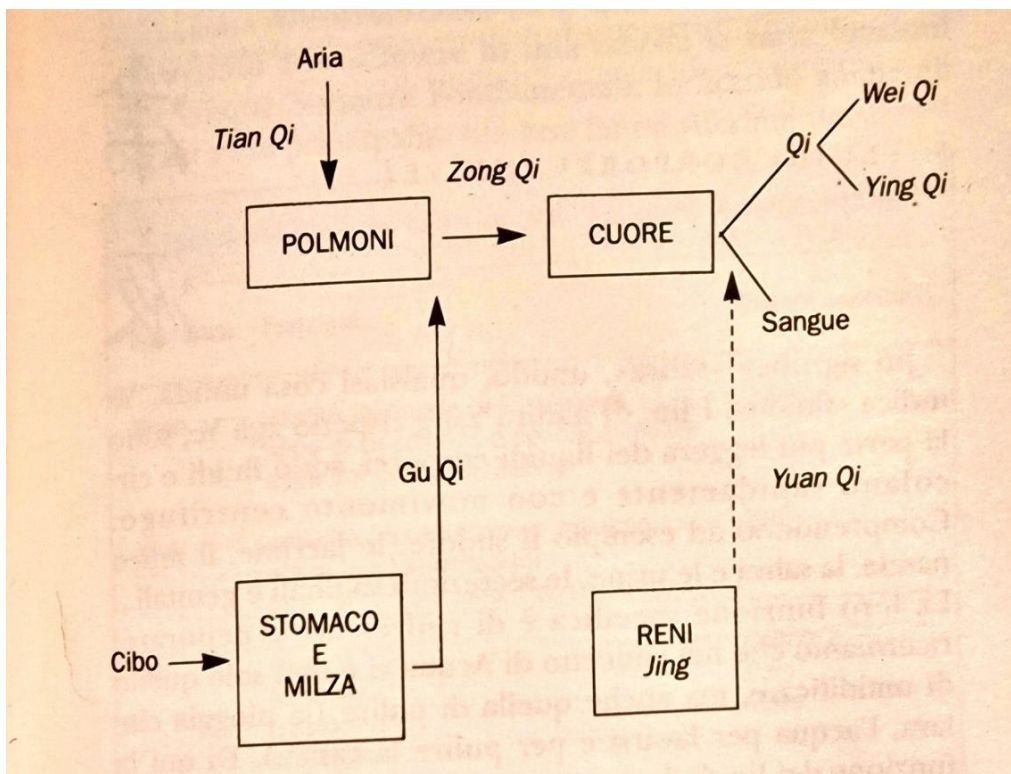 Aria
Tian Qi
Zong Qi
Wei Qi
Qi
Ying Qi
POLMONI
CUORE
Sangue
Gu Qi
Yuan Qi
Cibo
STOMACO
E
MILZA
RENI
Jing